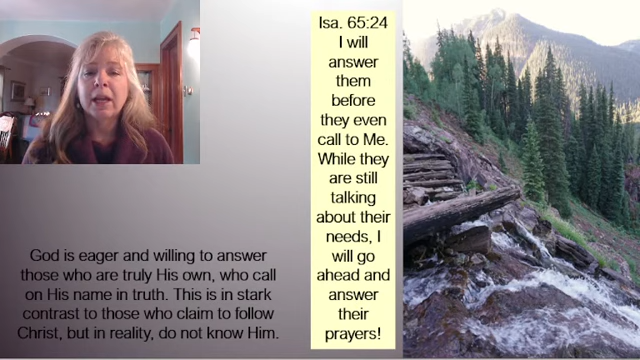 Isa. 65:24
I will
answer
them
before
they even
call to Me.
While they
are still
talking
about their
needs, I
will go
ahead and
answer
their
prayers!
God is eager and willing to answer
those who are truly His own, who call
on His name in truth. This is in stark
contrast to those who claim to follow
Christ, but in reality, do not know Him.